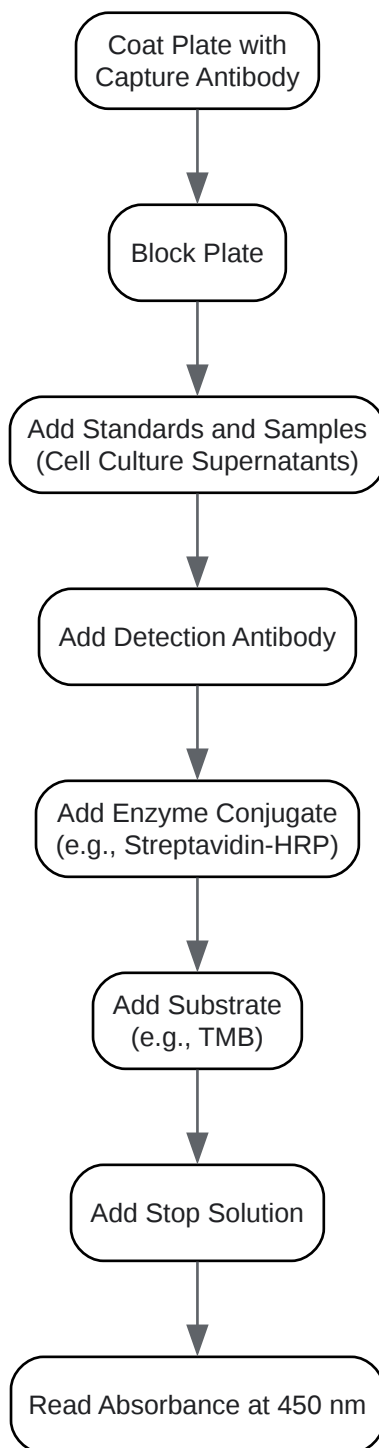 Coat Plate with
Capture Antibody
Block Plate
Add Standards and Samples
(Cell Culture Supernatants)
Add Detection Antibody
Add Enzyme Conjugate
(e.g., Streptavidin-HRP)
Add Substrate
(e.g., TMB)
Add Stop Solution
Read Absorbance at 450 nm